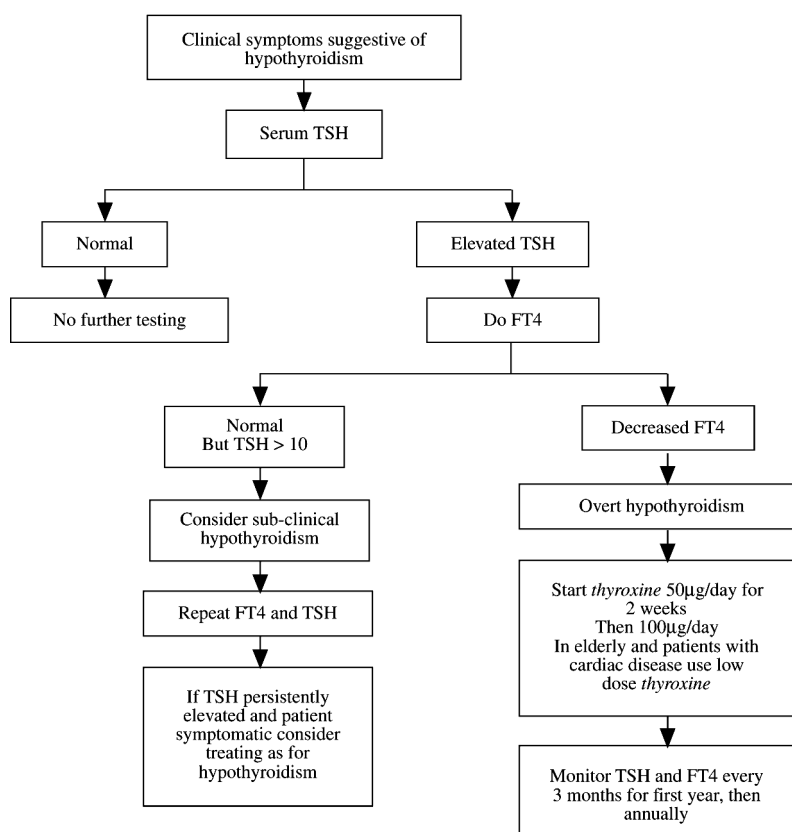 Clinical symptoms suggestive of
hypothyroidism
Serum TSH
Normal
Elevated TSH
No further testing
Do FT4
Normal
But TSH > 10
Decreased FT4
Consider sub-clinical
hypothyroidism
Overt hypothyroidism
Repeat FT4 and TSH
Start thyroxine 50μg/day for
2 weeks
Then 100μg/day
In elderly and patients with
cardiac disease use low
dose thyroxine
If TSH persistently
elevated and patient
symptomatic consider
treating as for
hypothyroidism
Monitor TSH and FT4 every
3 months for first year, then
annually